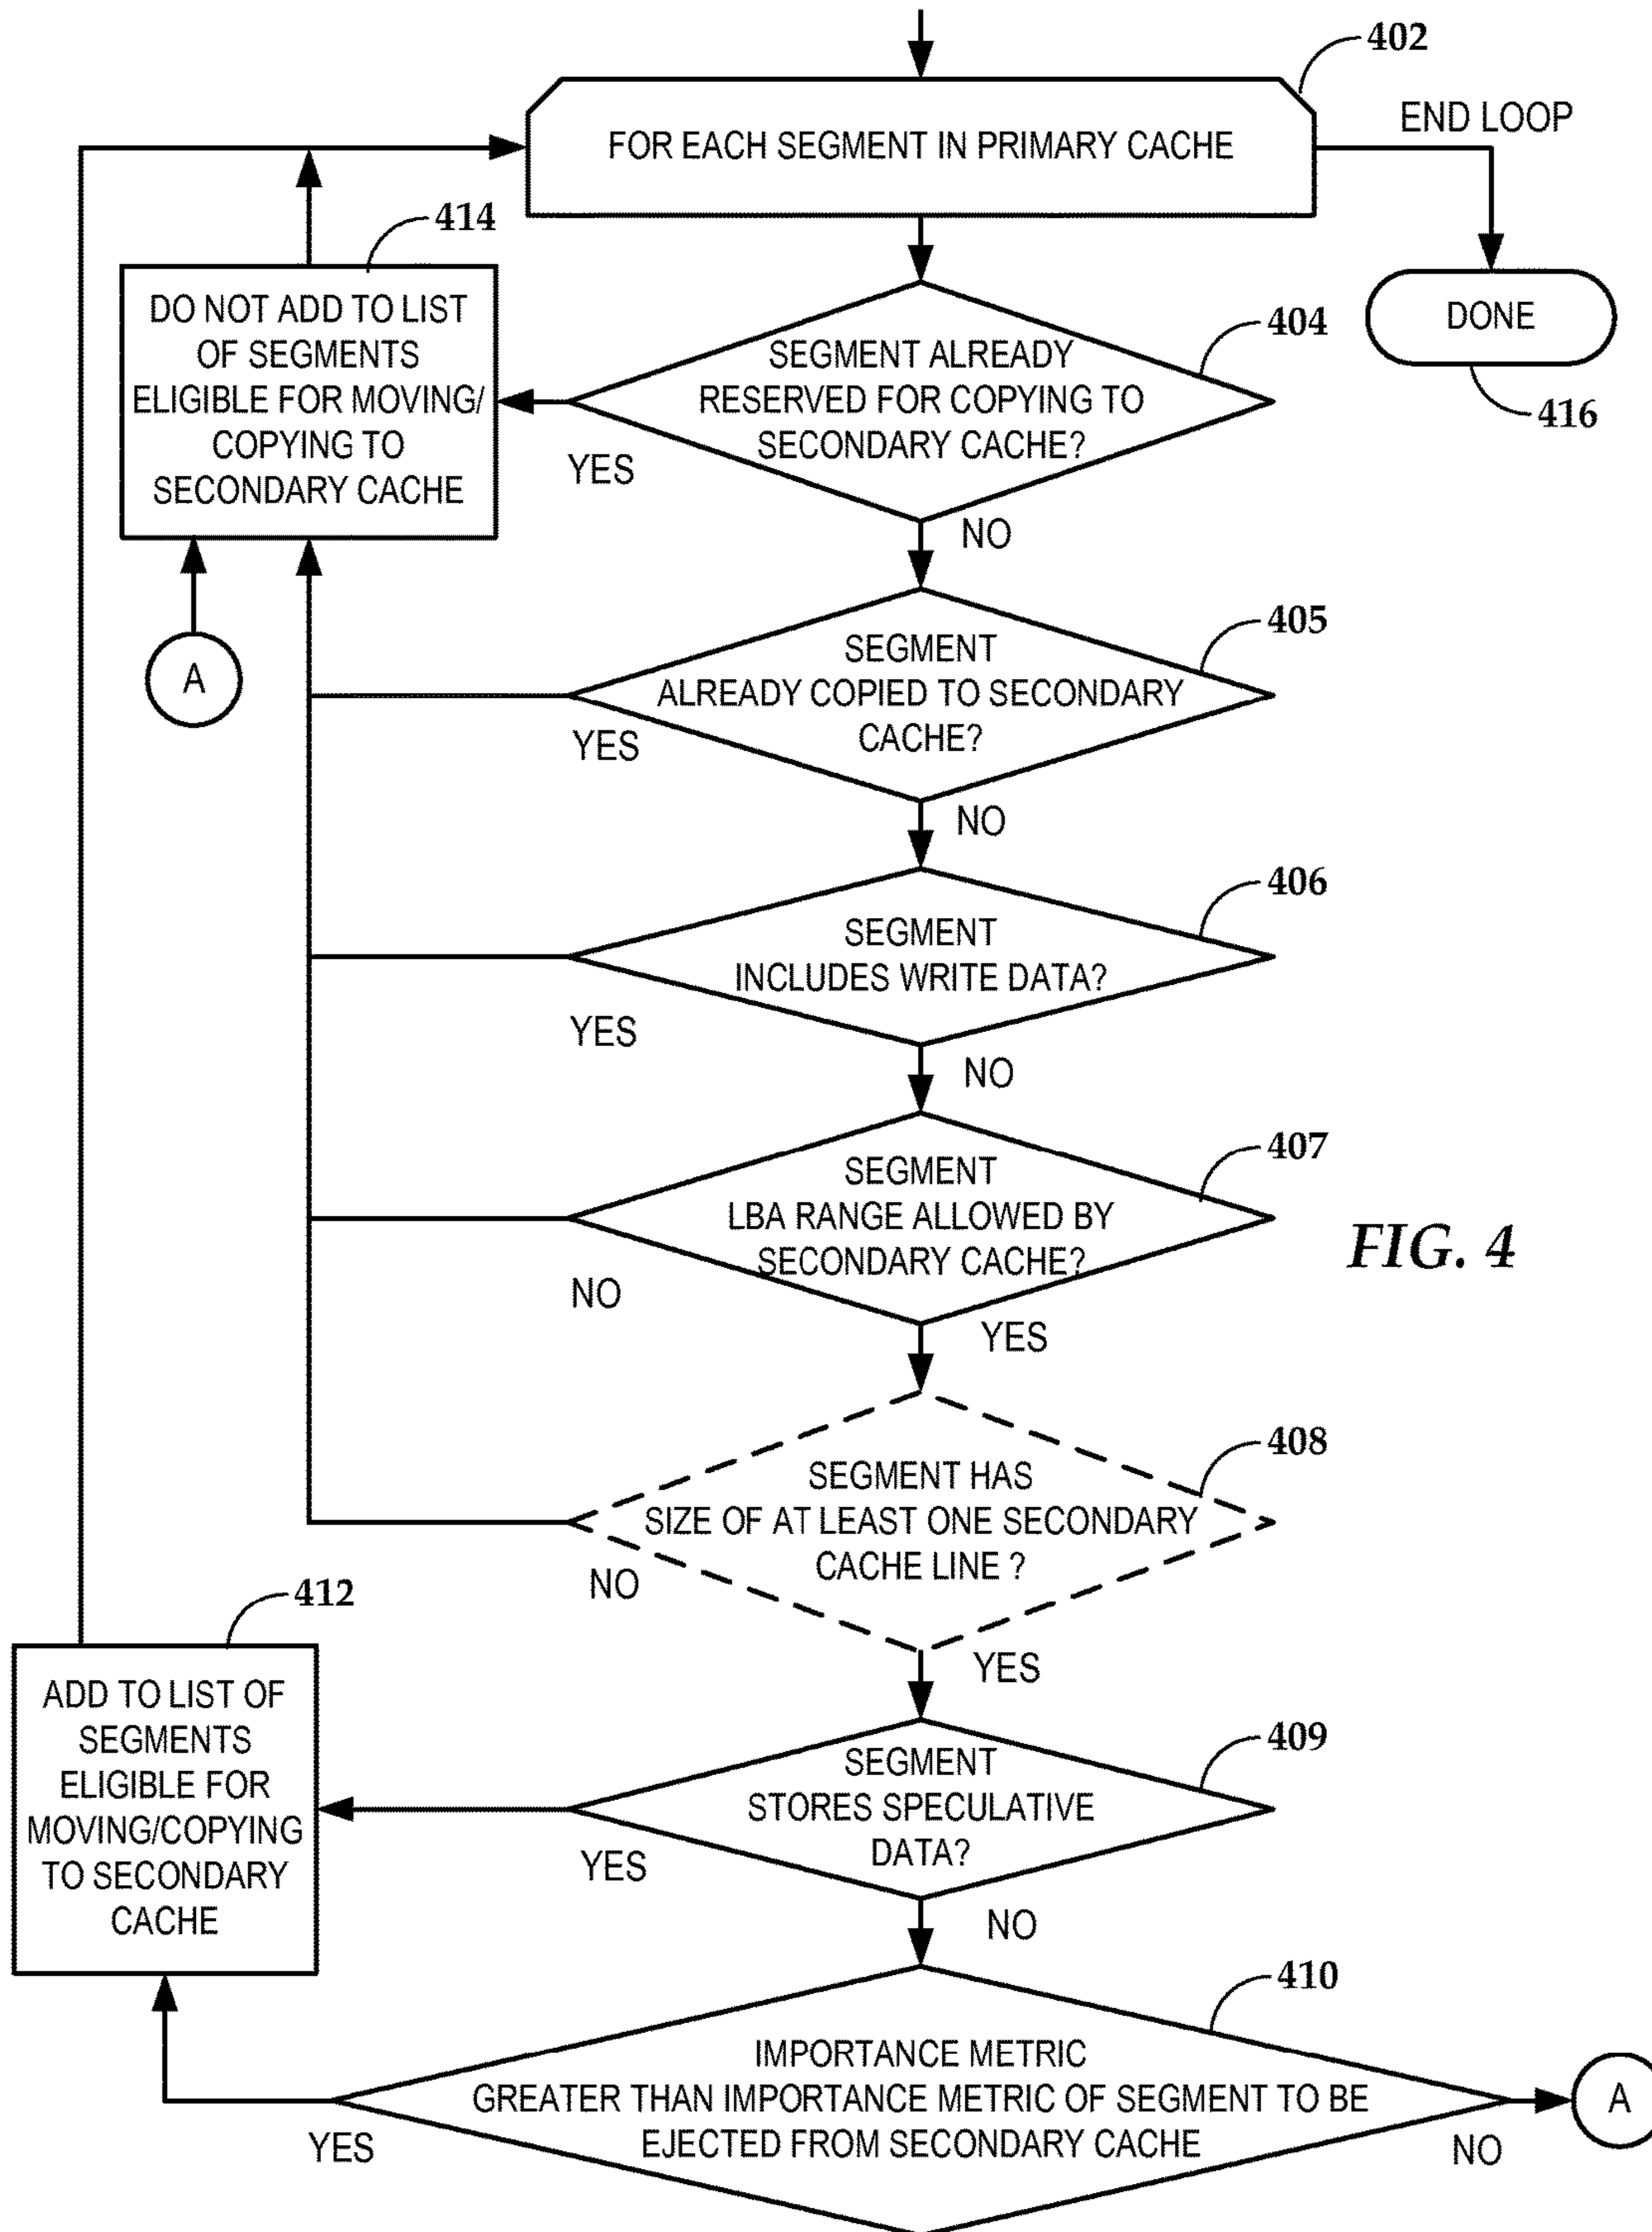 402
FOR EACH SEGMENT IN PRIMARY CACHE
END LOOP
414
DO NOT ADD TO LIST
OF SEGMENTS
ELIGIBLE FOR MOVING/
COPYING TO
SECONDARY CACHE
SEGMENT ALREADY
RESERVED FOR COPYING TO
SECONDARY CACHE?
404
DONE
416
YES
NO
A
SEGMENT
ALREADY COPIED TO SECONDARY
CACHE?
405
YES
NO
SEGMENT
INCLUDES WRITE DATA?
406
YES
NO
SEGMENT
LBA RANGE ALLOWED BY
SECONDARY CACHE?
407
FIG. 4
NO
YES
SEGMENT HAS
SIZE OF AT LEAST ONE SECONDARY
CACHE LINE ?
408
NO
YES
412
ADD TO LIST OF
SEGMENTS
ELIGIBLE FOR
MOVING/COPYING
TO SECONDARY
CACHE
SEGMENT
STORES SPECULATIVE
DATA?
409
YES
NO
410
IMPORTANCE METRIC
GREATER THAN IMPORTANCE METRIC OF SEGMENT TO BE
EJECTED FROM SECONDARY CACHE
YES
NO
A